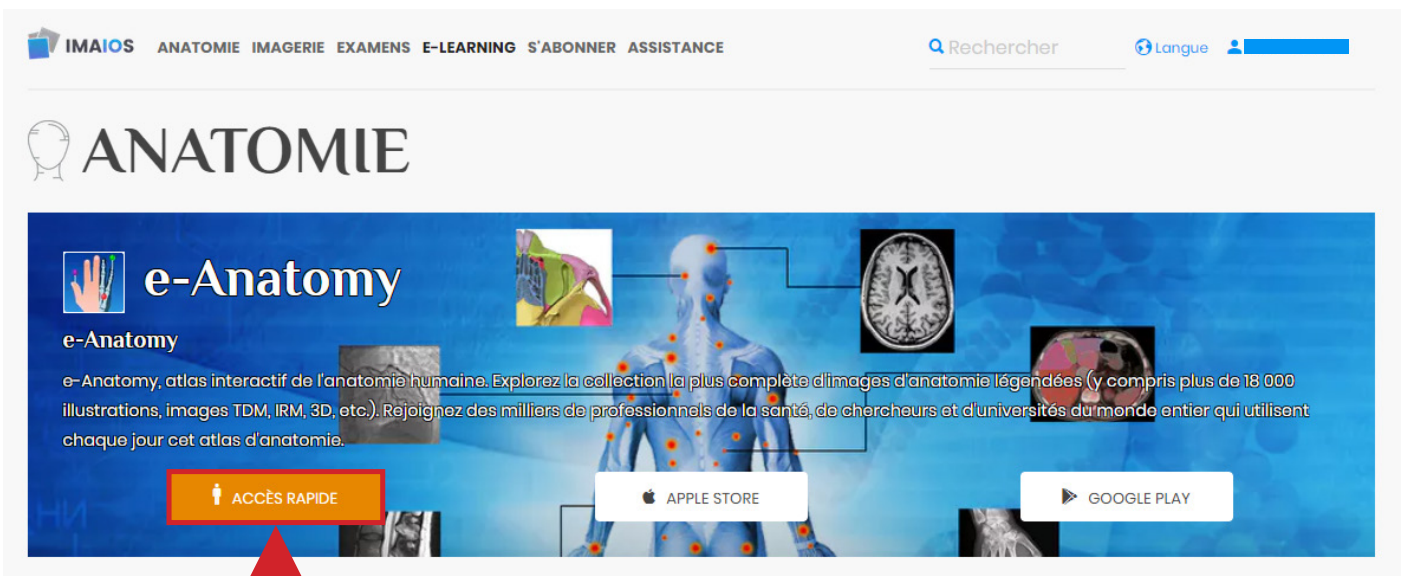 IMAIOS ANATOMIE IMAGERIE EXAMENS E-LEARNING S'ABONNER ASSISTANCE Rechercher Langue
ANATOMIE
e-Anatomy
e-Anatomy
e-Anatomy, atlas interactif de l'anatomie humaine. Explorez la collection la plus complète d'images d'anatomie légendées (y compris plus de 18 000
illustrations, images TDM, IRM, 3D, etc.). Rejoignez des milliers de professionnels de la santé, de chercheurs et d'universités du monde entier qui utilisent
chaque jour cet atlas d'anatomie.
ACCÈS RAPIDE APPLE STORE GOOGLE PLAY